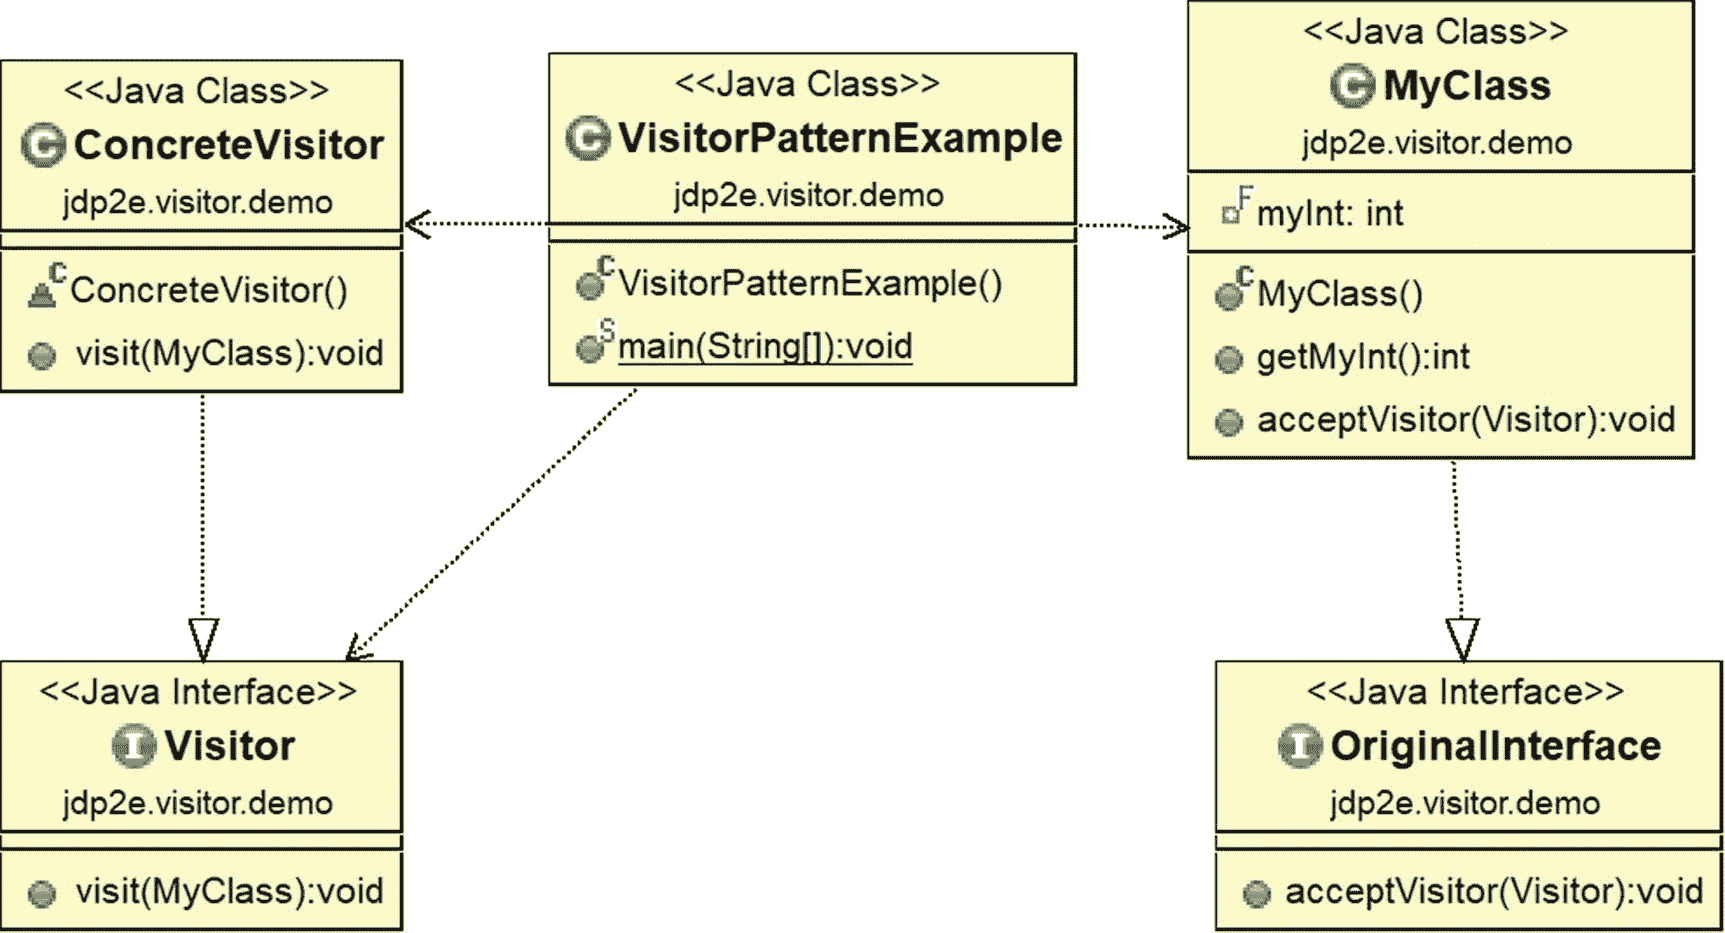 <<Java Class>>
C ConcreteVisitor
jdp2e.visitor.demo
C ConcreteVisitor()
visit(MyClass):void
<<Java Class>>
C VisitorPatternExample
jdp2e.visitor.demo
C VisitorPatternExample()
S main(String[]):void
<<Java Class>>
C MyClass
jdp2e.visitor.demo
F myInt: int
C MyClass()
getMyInt():int
acceptVisitor(Visitor):void
<<Java Interface>>
I Visitor
jdp2e.visitor.demo
visit(MyClass):void
<<Java Interface>>
I OriginalInterface
jdp2e.visitor.demo
acceptVisitor(Visitor):void